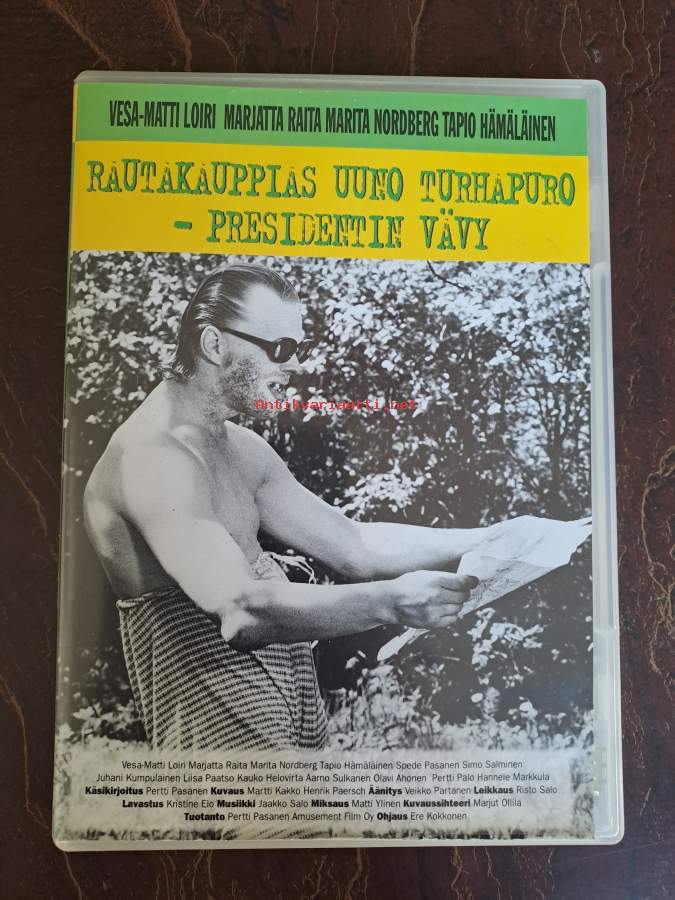 VESA-MATTI LOIRI MARJATTA RAITA MARITA NORDBERG TAPIO HÄMÄLÄINEN
RAUTAKAUPPIAS UUNO TURHAPURO
- PRESIDENTIN VÄVY
Antikvariaatti.net
Vesa-Matti Loiri Marjatta Raita Marita Nordberg Tapio Hämäläinen Spede Pasanen Simo Salminen
Juhani Kumpulainen Liisa Paatso Kauko Helovirta Aarno Sulkanen Olavi Ahonen Pertti Palo Hannele Markkula
Käsikirjoitus Pertti Pasanen Kuvaus Martti Kakko Henrik Paersch Äänitys Veikko Partanen Leikkaus Risto Salo
Lavastus Kristine Elo Musiikki Jaakko Salo Miksaus Matti Ylinen Kuvaussihteeri Marjut Ollila
Tuotanto Pertti Pasanen Amusement Film Oy Ohjaus Ere Kokkonen